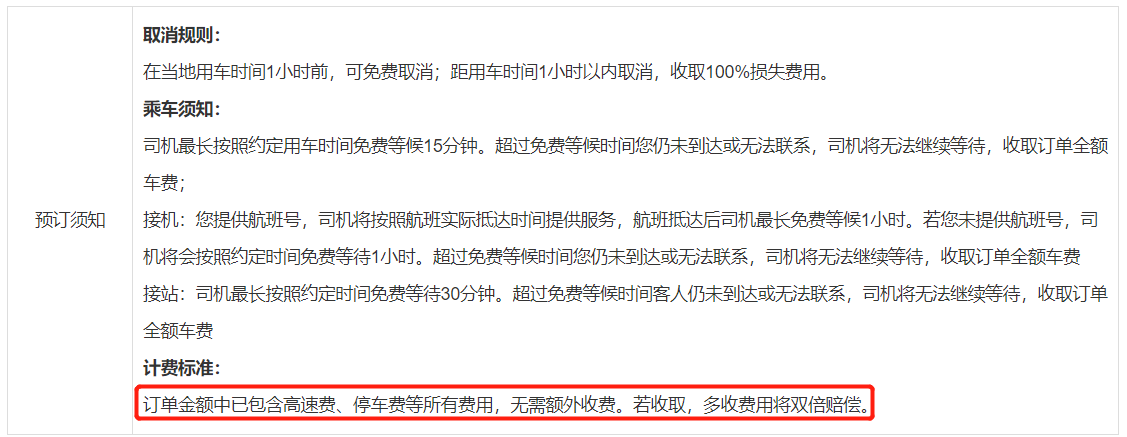 预订须知
取消规则：
在当地用车时间1小时前，可免费取消；距用车时间1小时以内取消，收取100%损失费用。
乘车须知：
司机最长按照约定用车时间免费等候15分钟。超过免费等候时间您仍未到达或无法联系，司机将无法继续等待，收取订单全额
车费；
接机：您提供航班号，司机将按照航班实际抵达时间提供服务，航班抵达后司机最长免费等候1小时。若您未提供航班号，司
机将会按照约定时间免费等待1小时。超过免费等候时间您仍未到达或无法联系，司机将无法继续等待，收取订单全额车费
接站：司机最长按照约定时间免费等待30分钟。超过免费等候时间客人仍未到达或无法联系，司机将无法继续等待，收取订单
全额车费
计费标准：
订单金额中已包含高速费、停车费等所有费用，无需额外收费。若收取，多收费用将双倍赔偿。